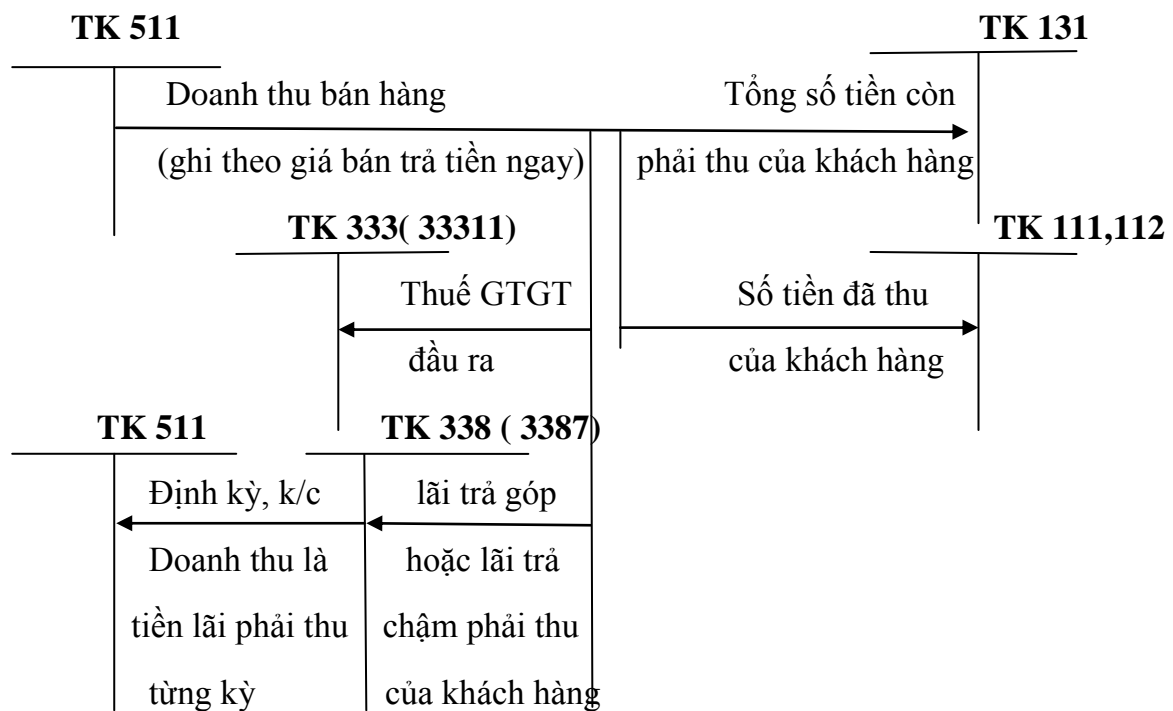 TK 511 TK 131
Doanh thu bán hàng Tổng số tiền còn
(ghi theo giá bán trả tiền ngay) phải thu của khách hàng
TK 333( 33311) TK 111,112
Thuế GTGT Số tiền đã thu
đầu ra của khách hàng
TK 511 TK 338 ( 3387)
Định kỳ, k/c lãi trả góp
Doanh thu là hoặc lãi trả
tiền lãi phải thu chậm phải thu
từng kỳ của khách hàng